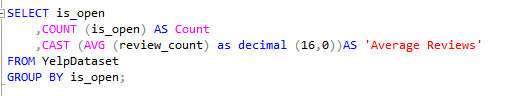 SELECT is_open
,COUNT (is_open) AS Count
,CAST (AVG (review_count) as decimal (16,0))AS 'Average Reviews'
FROM YelpDataset
GROUP BY is_open;